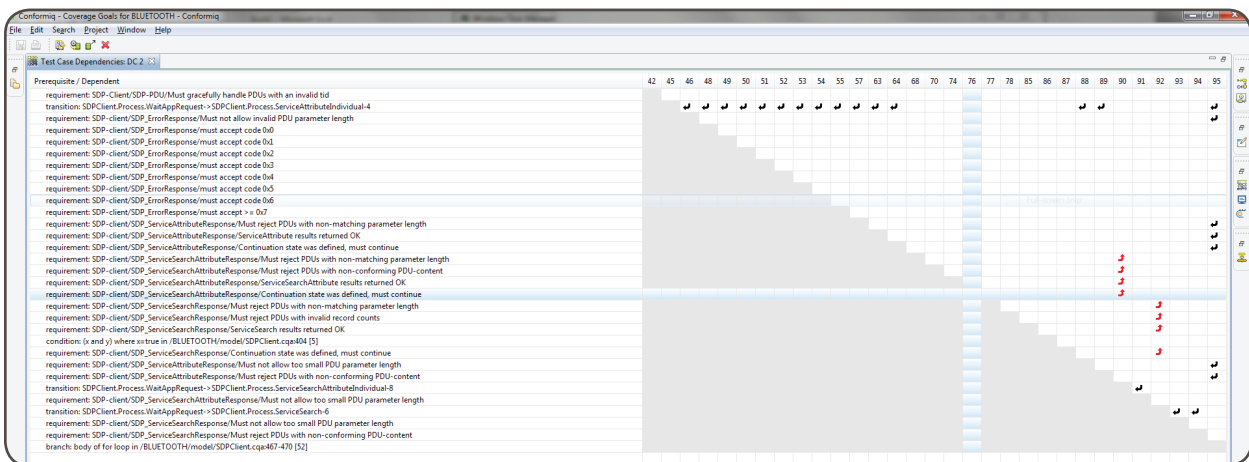 Conformiq - Coverage Goals for BLUETOOTH - Conformiq
File Edit Search Project Window Help
Test Case Dependencies: DC 2
Prerequisite / Dependent 42 45 46 48 49 50 51 52 53 54 55 57 63 64 68 70 74 76 77 78 85 86 87 88 89 90 91 92 93 94 95
requirement: SDP-Client/SDP-PDU/Must gracefully handle PDUs with an invalid tid
transition: SDPClient.Process.WaitAppRequest->SDPClient.Process.ServiceAttributeIndividual-4
requirement: SDP-client/SDP_ErrorResponse/Must not allow invalid PDU parameter length
requirement: SDP-client/SDP_ErrorResponse/must accept code 0x0
requirement: SDP-client/SDP_ErrorResponse/must accept code 0x1
requirement: SDP-client/SDP_ErrorResponse/must accept code 0x2
requirement: SDP-client/SDP_ErrorResponse/must accept code 0x3
requirement: SDP-client/SDP_ErrorResponse/must accept code 0x4
requirement: SDP-client/SDP_ErrorResponse/must accept code 0x5
requirement: SDP-client/SDP_ErrorResponse/must accept code 0x6
requirement: SDP-client/SDP_ErrorResponse/must accept >= 0x7
requirement: SDP-client/SDP_ServiceAttributeResponse/Must reject PDUs with non-matching parameter length
requirement: SDP-client/SDP_ServiceAttributeResponse/ServiceAttribute results returned OK
requirement: SDP-client/SDP_ServiceAttributeResponse/Continuation state was defined, must continue
requirement: SDP-client/SDP_ServiceSearchAttributeResponse/Must reject PDUs with non-matching parameter length
requirement: SDP-client/SDP_ServiceSearchAttributeResponse/Must reject PDUs with non-conforming PDU-content
requirement: SDP-client/SDP_ServiceSearchAttributeResponse/ServiceSearchAttribute results returned OK
requirement: SDP-client/SDP_ServiceSearchAttributeResponse/Continuation state was defined, must continue
requirement: SDP-client/SDP_ServiceSearchResponse/Must reject PDUs with non-matching parameter length
requirement: SDP-client/SDP_ServiceSearchResponse/Must reject PDUs with invalid record counts
requirement: SDP-client/SDP_ServiceSearchResponse/ServiceSearch results returned OK
condition: (x and y) where x=true in /BLUETOOTH/model/SDPClient.cqa:404 [5]
requirement: SDP-client/SDP_ServiceSearchResponse/Continuation state was defined, must continue
requirement: SDP-client/SDP_ServiceAttributeResponse/Must not allow too small PDU parameter length
requirement: SDP-client/SDP_ServiceAttributeResponse/Must reject PDUs with non-conforming PDU-content
transition: SDPClient.Process.WaitAppRequest->SDPClient.Process.ServiceSearchAttributeIndividual-8
requirement: SDP-client/SDP_ServiceSearchAttributeResponse/Must not allow too small PDU parameter length
transition: SDPClient.Process.WaitAppRequest->SDPClient.Process.ServiceSearch-6
requirement: SDP-client/SDP_ServiceSearchResponse/Must not allow too small PDU parameter length
requirement: SDP-client/SDP_ServiceSearchResponse/Must reject PDUs with non-conforming PDU-content
branch: body of for loop in /BLUETOOTH/model/SDPClient.cqa:467-470 [52]